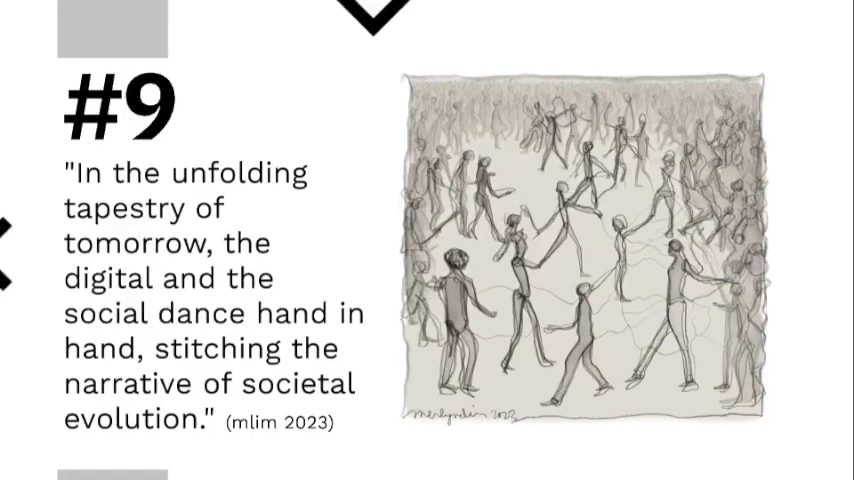 #9
"In the unfolding
tapestry of
tomorrow, the
digital and the
social dance hand in
hand, stitching the
narrative of societal
evolution." (mlim 2023)
2023